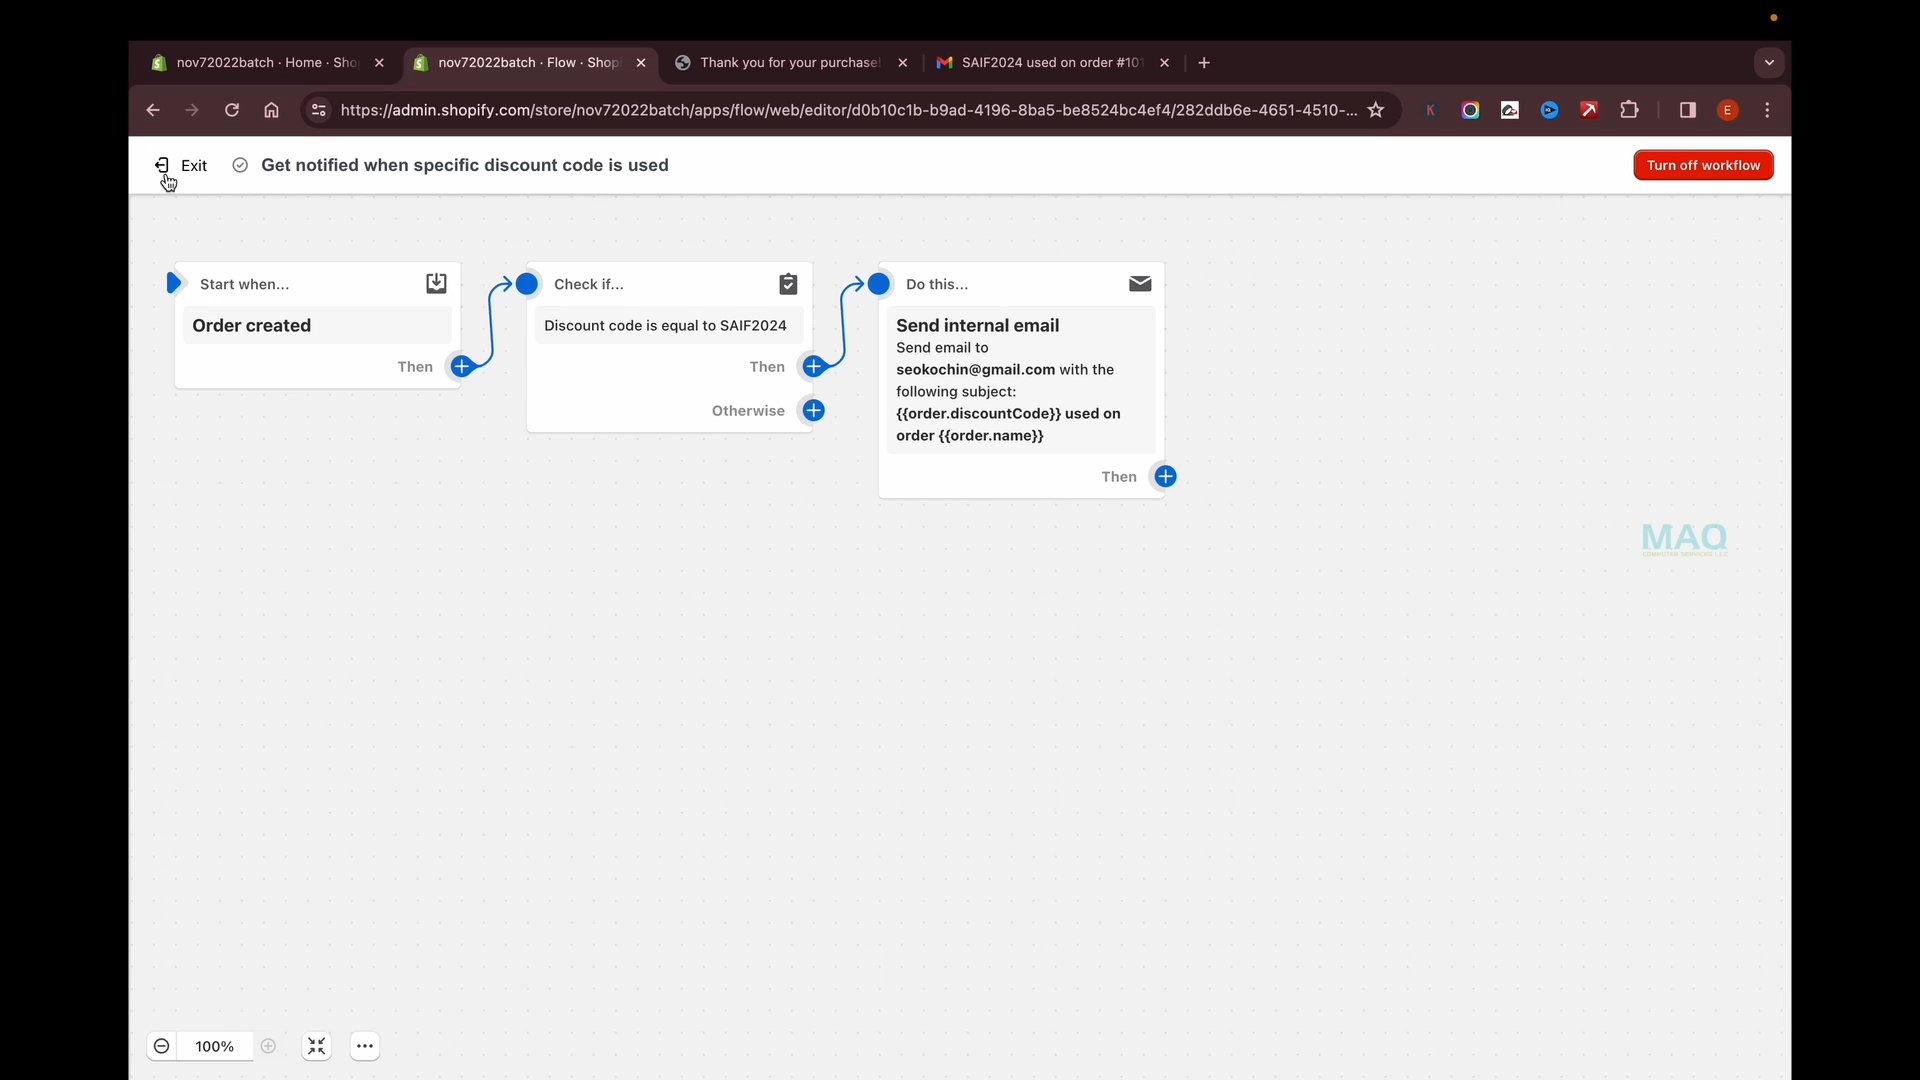 nov72022batch · Home · Sho
nov72022batch · Flow · Shopi
Thank you for your purchase!
SAIF2024 used on order #101
https://admin.shopify.com/store/nov72022batch/apps/flow/web/editor/d0b10c1b-b9ad-4196-8ba5-be8524bc4ef4/282ddb6e-4651-4510-...
K
E
Exit
Get notified when specific discount code is used
Turn off workflow
Start when...
Order created
Then
Check if...
Discount code is equal to SAIF2024
Then
Otherwise
Do this...
Send internal email
Send email to
seokochin@gmail.com with the
following subject:
{{order.discountCode}} used on
order {{order.name}}
Then
MAQ
COMPUTER SERVICES L.L.C
100%